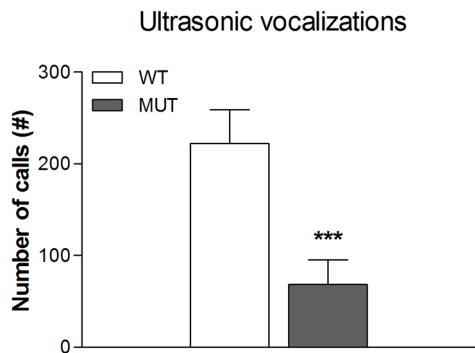 Ultrasonic vocalizations
Number of calls (#)
300
200
100
0
WT
MUT
***